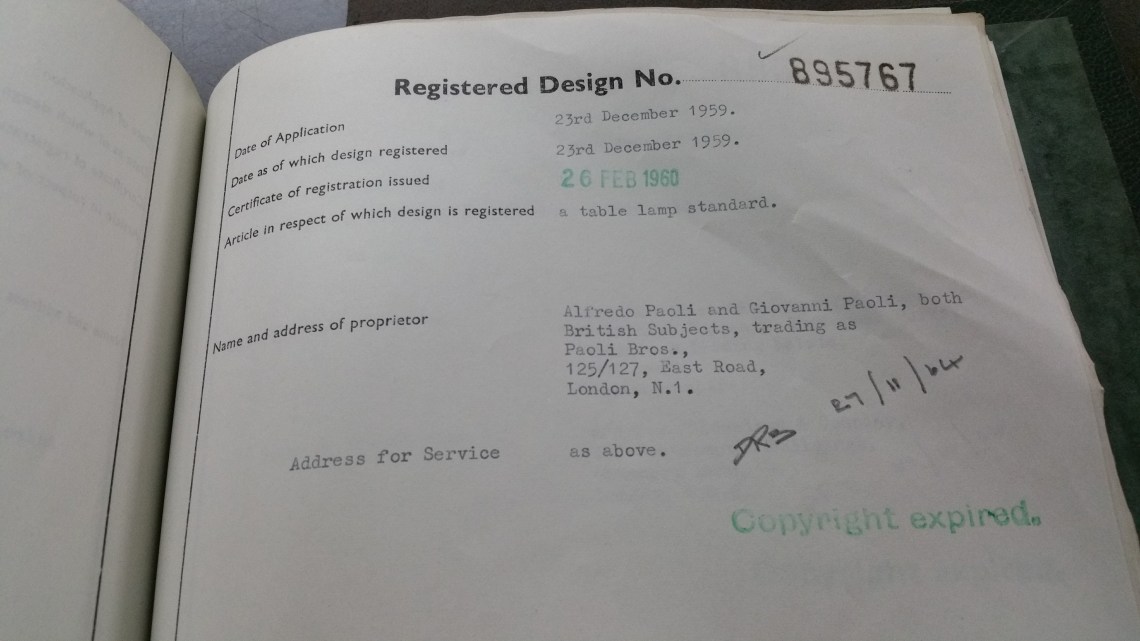 Registered Design No. 895767
Date of Application 23rd December 1959.
Date as of which design registered 23rd December 1959.
Certificate of registration issued 26 FEB 1960
Article in respect of which design is registered a table lamp standard.
Name and address of proprietor Alfredo Paoli and Giovanni Paoli, both
British Subjects, trading as
Paoli Bros.,
125/127, East Road,
London, N.1.
27/11/64
Address for Service as above.
Copyright expired.